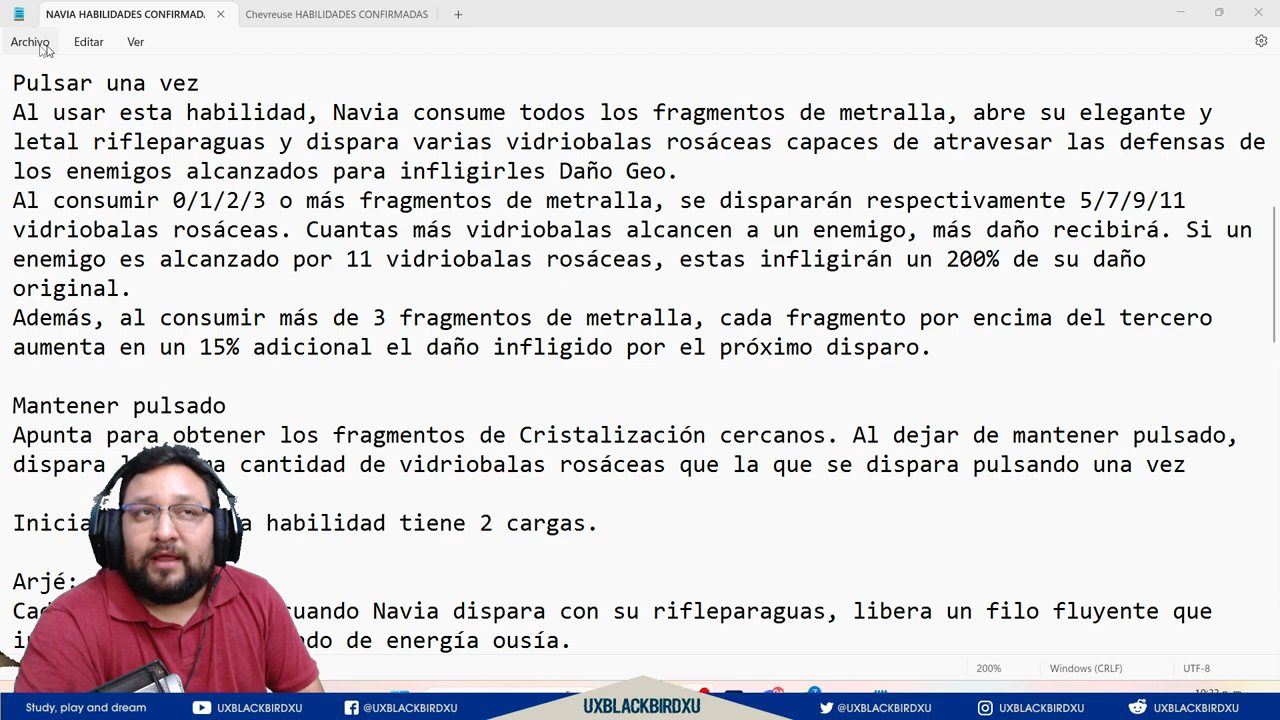 NAVIA HABILIDADES CONFIRMAD.
Chevreuse HABILIDADES CONFIRMADAS
Archivo Editar Ver
Pulsar una vez
Al usar esta habilidad, Navia consume todos los fragmentos de metralla, abre su elegante y
letal rifleparaguas y dispara varias vidriobalas rosáceas capaces de atravesar las defensas de
los enemigos alcanzados para infligirles Daño Geo.
Al consumir 0/1/2/3 o más fragmentos de metralla, se dispararán respectivamente 5/7/9/11
vidriobalas rosáceas. Cuantas más vidriobalas alcancen a un enemigo, más daño recibirá. Si un
enemigo es alcanzado por 11 vidriobalas rosáceas, estas infligirán un 200% de su daño
original.
Además, al consumir más de 3 fragmentos de metralla, cada fragmento por encima del tercero
aumenta en un 15% adicional el daño infligido por el próximo disparo.
Mantener pulsado
Apunta para obtener los fragmentos de Cristalización cercanos. Al dejar de mantener pulsado,
dispara cantidad de vidriobalas rosáceas que la que se dispara pulsando una vez
habilidad tiene 2 cargas.
Arjé:
cuando Navia dispara con su rifleparaguas, libera un filo fluyente que
de energía ousía.
200% Windows (CRLF) UTF-8
Study, play and dream UXBLACKBIRDXU @UXBLACKBIRDXU UXBLACKBIRDXU @UXBLACKBIRDXU UXBLACKBIRDXU UXBLACKBIRDXU